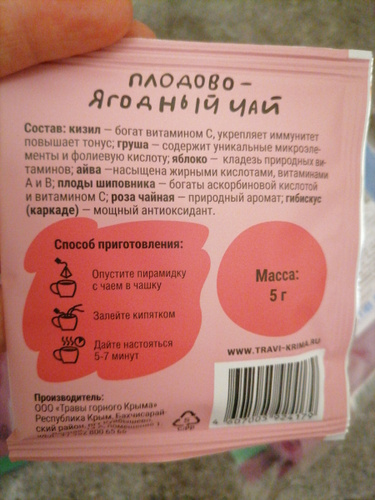 ПЛОДОВО-
ЯГОДНЫЙ ЧАЙ
Состав: кизил – богат витамином С, укрепляет иммунитет
повышает тонус; груша – содержит уникальные микроэле-
менты и фолиевую кислоту; яблоко – кладезь природных ви-
таминов; айва –насыщена жирными кислотами, витаминами
А и В; плоды шиповника – богаты аскорбиновой кислотой
и витамином С; роза чайная – природный аромат; гибискус
(каркаде) – мощный антиоксидант.
Способ приготовления:
Опустите пирамидку
с чаем в чашку
Залейте кипятком
Дайте настояться
5-7 минут
Масса:
5 г
WWW.TRAVI-KRIMA.RU
Производитель:
ООО «Травы горного Крыма»
Республика Крым, Бахчисарай-
ский район,